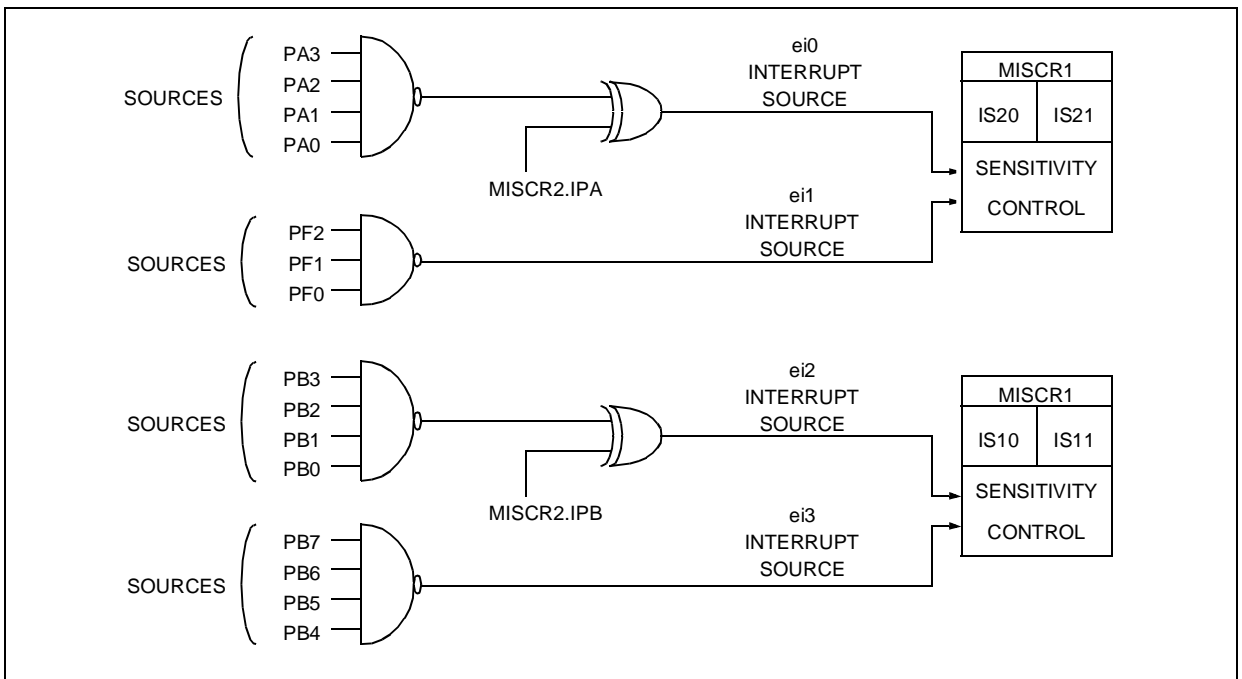 SOURCES
PA3
PA2
PA1
PA0
MISCR2.IPA
ei0
INTERRUPT
SOURCE
MISCR1
IS20 IS21
SENSITIVITY
CONTROL
SOURCES
PF2
PF1
PF0
ei1
INTERRUPT
SOURCE
SOURCES
PB3
PB2
PB1
PB0
MISCR2.IPB
ei2
INTERRUPT
SOURCE
MISCR1
IS10 IS11
SENSITIVITY
CONTROL
SOURCES
PB7
PB6
PB5
PB4
ei3
INTERRUPT
SOURCE